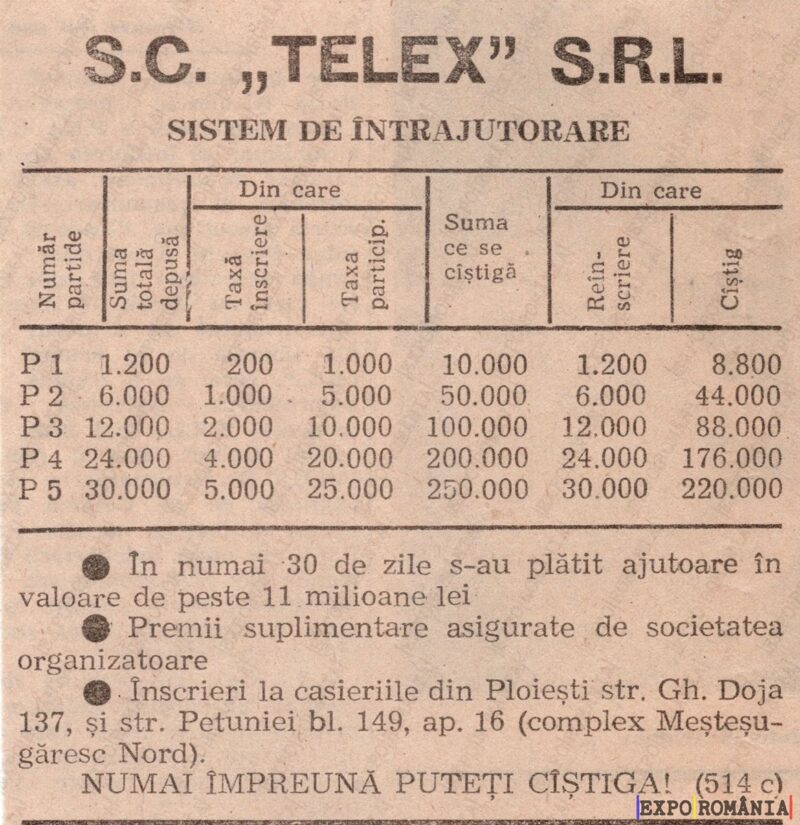 S.C. „TELEX” S.R.L.
SISTEM DE ÎNTRAJUTORARE
Număr partide
Suma totală depusă
Din care
Taxă înscriere
Taxa particip.
Suma ce se cîștigă
Din care
Reîn-scriere
Cîștig
P 1 1.200 200 1.000 10.000 1.200 8.800
P 2 6.000 1.000 5.000 50.000 6.000 44.000
P 3 12.000 2.000 10.000 100.000 12.000 88.000
P 4 24.000 4.000 20.000 200.000 24.000 176.000
P 5 30.000 5.000 25.000 250.000 30.000 220.000
● În numai 30 de zile s-au plătit ajutoare în
valoare de peste 11 milioane lei
● Premii suplimentare asigurate de societatea
organizatoare
● Înscrieri la casieriile din Ploiești str. Gh. Doja
137, și str. Petuniei bl. 149, ap. 16 (complex Meșteșu-
găresc Nord).
NUMAI ÎMPREUNĂ PUTEȚI CÎȘTIGA! (514 c)
EXPO ROMÂNIA